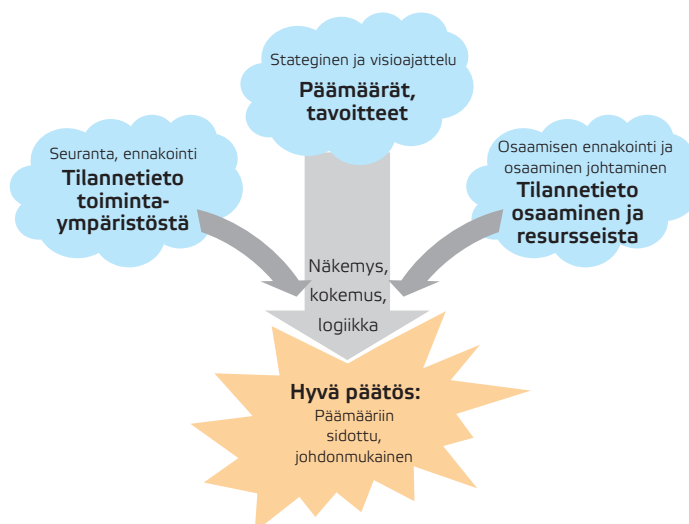 Stateginen ja visioajattelu
Päämäärät,
tavoitteet
Seuranta, ennakointi
Tilannetieto
toiminta-
ympäristöstä
Osaamisen ennakointi ja
osaaminen johtaminen
Tilannetieto
osaaminen ja
resursseista
Näkemys,
kokemus,
logiikka
Hyvä päätös:
Päämääriin
sidottu,
johdonmukainen